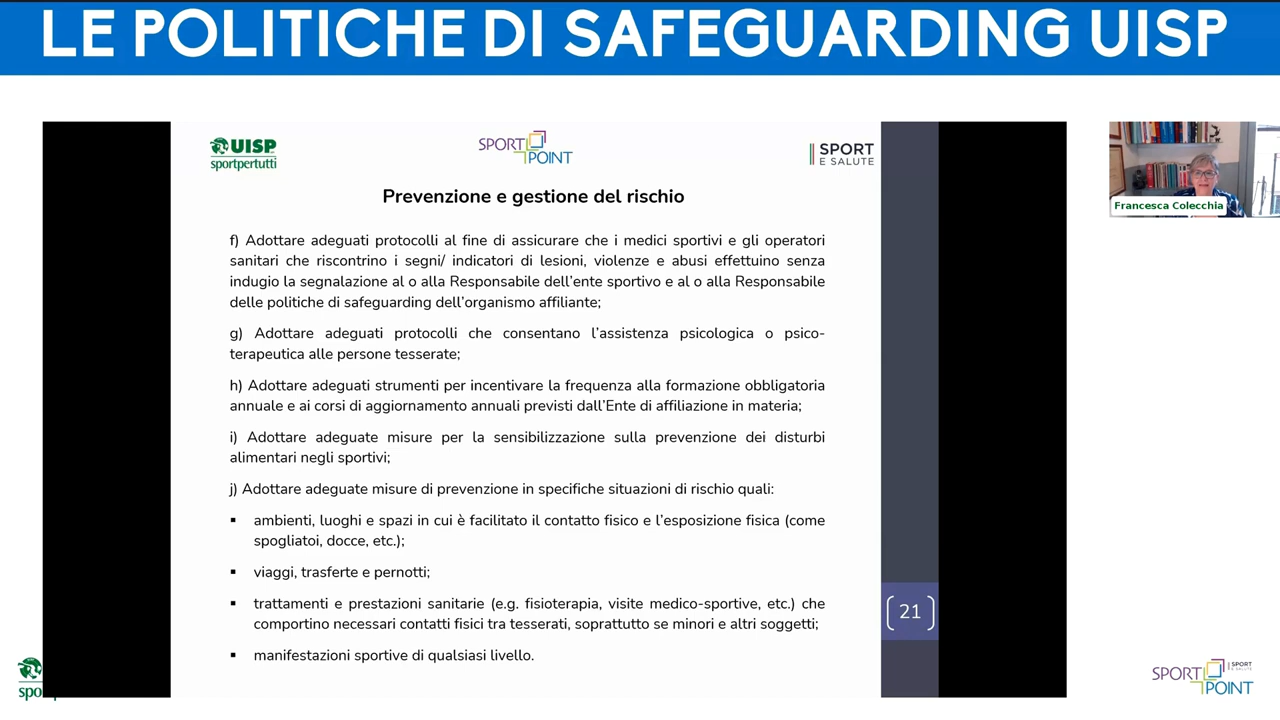 LE POLITICHE DI SAFEGUARDING UISP
UISP
sportpertutti
SPORT
POINT
SPORT
E SALUTE
Francesca Colecchia
Prevenzione e gestione del rischio
f) Adottare adeguati protocolli al fine di assicurare che i medici sportivi e gli operatori
sanitari che riscontrino i segni/ indicatori di lesioni, violenze e abusi effettuino senza
indugio la segnalazione al o alla Responsabile dell’ente sportivo e al o alla Responsabile
delle politiche di safeguarding dell’organismo affiliante;
g) Adottare adeguati protocolli che consentano l’assistenza psicologica o psico-
terapeutica alle persone tesserate;
h) Adottare adeguati strumenti per incentivare la frequenza alla formazione obbligatoria
annuale e ai corsi di aggiornamento annuali previsti dall’Ente di affiliazione in materia;
i) Adottare adeguate misure per la sensibilizzazione sulla prevenzione dei disturbi
alimentari negli sportivi;
j) Adottare adeguate misure di prevenzione in specifiche situazioni di rischio quali:
▪ ambienti, luoghi e spazi in cui è facilitato il contatto fisico e l’esposizione fisica (come
spogliatoi, docce, etc.);
▪ viaggi, trasferte e pernotti;
▪ trattamenti e prestazioni sanitarie (e.g. fisioterapia, visite medico-sportive, etc.) che
comportino necessari contatti fisici tra tesserati, soprattutto se minori e altri soggetti;
▪ manifestazioni sportive di qualsiasi livello.
21
spo
SPORT
POINT
SPORT
E SALUTE